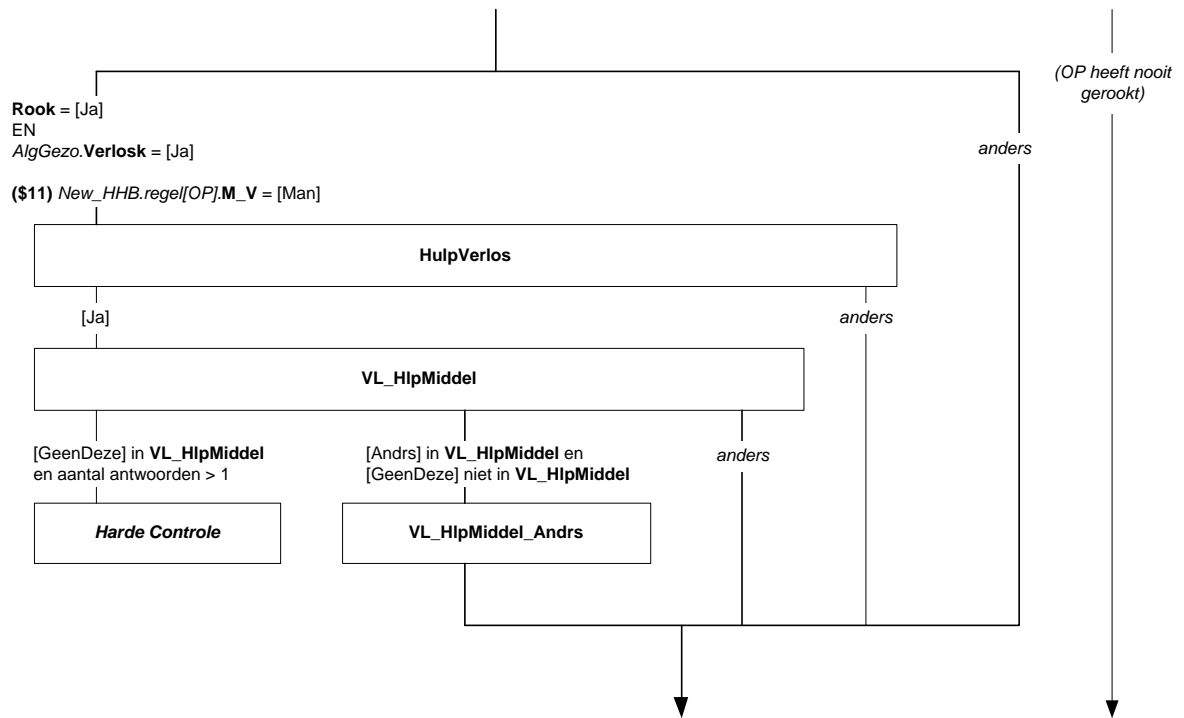 (OP heeft nooit
gerookt)
Rook = [Ja]
EN
AlgGezo.Verlosk = [Ja]
anders
($11) New_HHB.regel[OP].M_V = [Man]
HulpVerlos
[Ja]
anders
VL_HlpMiddel
[GeenDeze] in VL_HlpMiddel
en aantal antwoorden > 1
[Andrs] in VL_HlpMiddel en
[GeenDeze] niet in VL_HlpMiddel
anders
Harde Controle
VL_HlpMiddel_Andrs